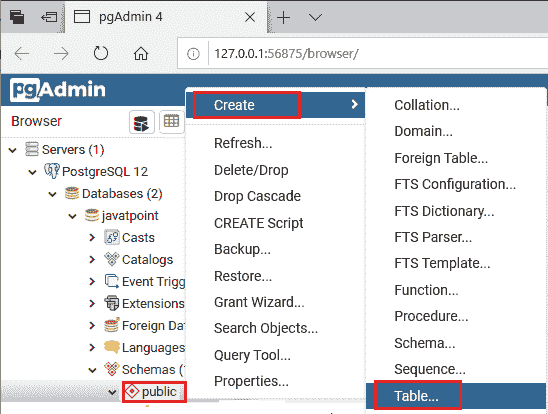 pgAdmin 4
127.0.0.1:56875/browser/
pgAdmin
Browser
Servers (1)
PostgreSQL 12
Databases (2)
javatpoint
Casts
Catalogs
Event Trigg
Extensions
Foreign Dat
Languages
Schemas (1
public
Create
Refresh...
Delete/Drop
Drop Cascade
CREATE Script
Backup...
Restore...
Grant Wizard...
Search Objects...
Query Tool...
Properties...
Collation...
Domain...
Foreign Table...
FTS Configuration...
FTS Dictionary...
FTS Parser...
FTS Template...
Function...
Procedure...
Schema...
Sequence...
Table...